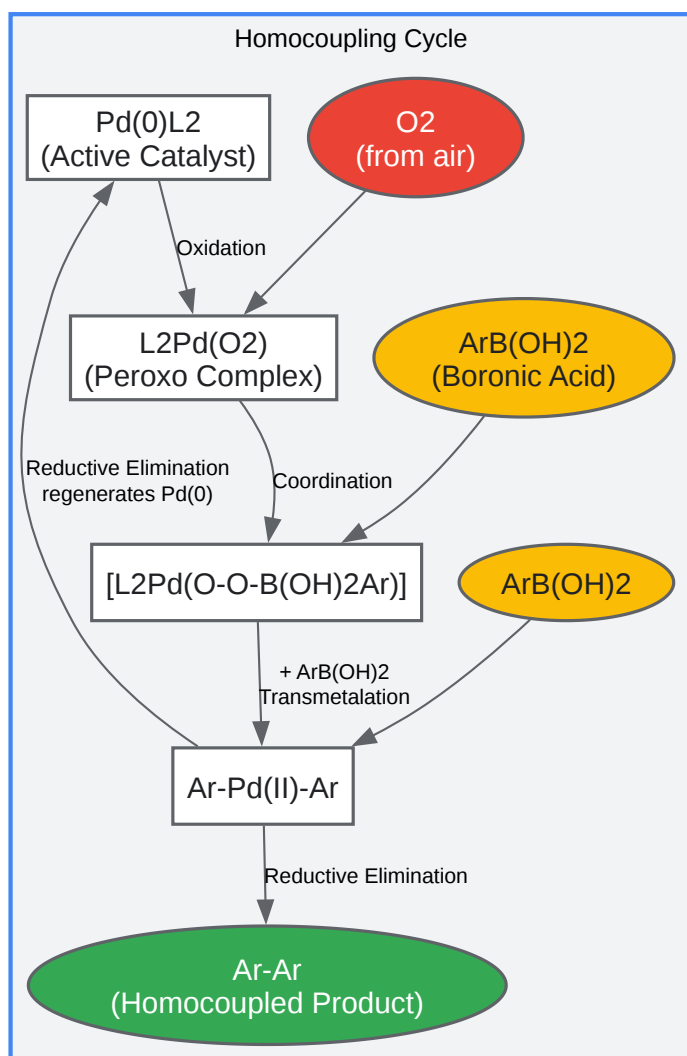 Homocoupling Cycle
Pd(0)L2
(Active Catalyst)
O2
(from air)
Oxidation
L2Pd(O2)
(Peroxo Complex)
ArB(OH)2
(Boronic Acid)
Reductive Elimination
regenerates Pd(0)
Coordination
[L2Pd(O-O-B(OH)2Ar)]
ArB(OH)2
+ ArB(OH)2
Transmetalation
Ar-Pd(II)-Ar
Reductive Elimination
Ar-Ar
(Homocoupled Product)